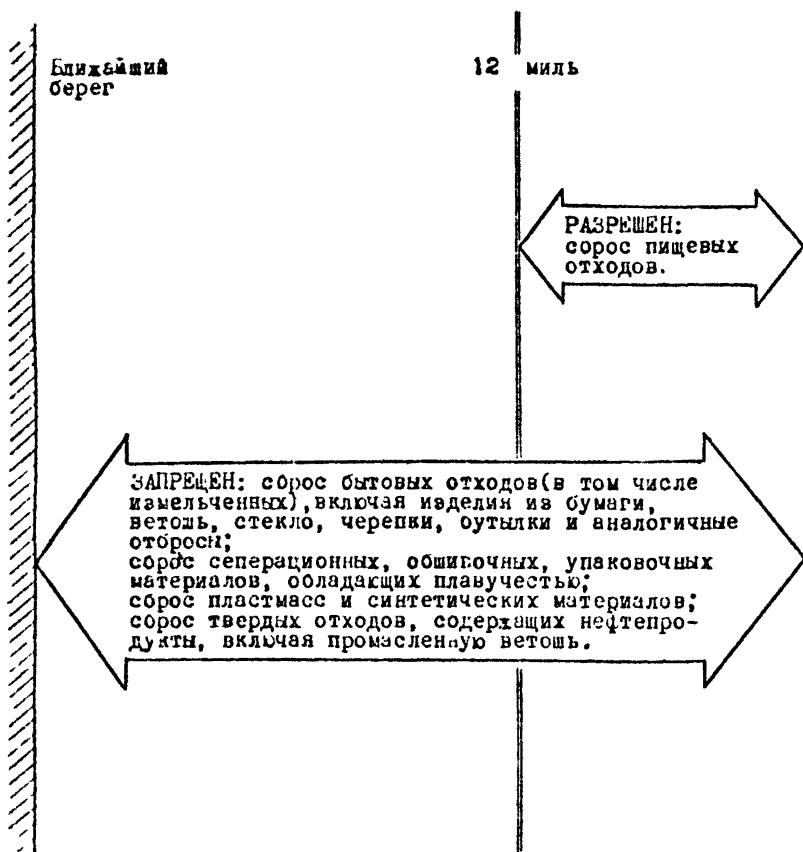 Ближайший
берег
12 миль
РАЗРЕШЕН:
сброс пищевых
отходов.
ЗАПРЕЩЕН: сброс бытовых отходов(в том числе
измельченных),включая изделия из бумаги,
ветошь, стекло, черепки, бутылки и аналогичные
отбросы;
сброс сеперационных, обшивочных, упаковочных
материалов, обладающих плавучестью;
сброс пластмасс и синтетических материалов;
сброс твердых отходов, содержащих нефтепро-
дукты, включая промасленную ветошь.